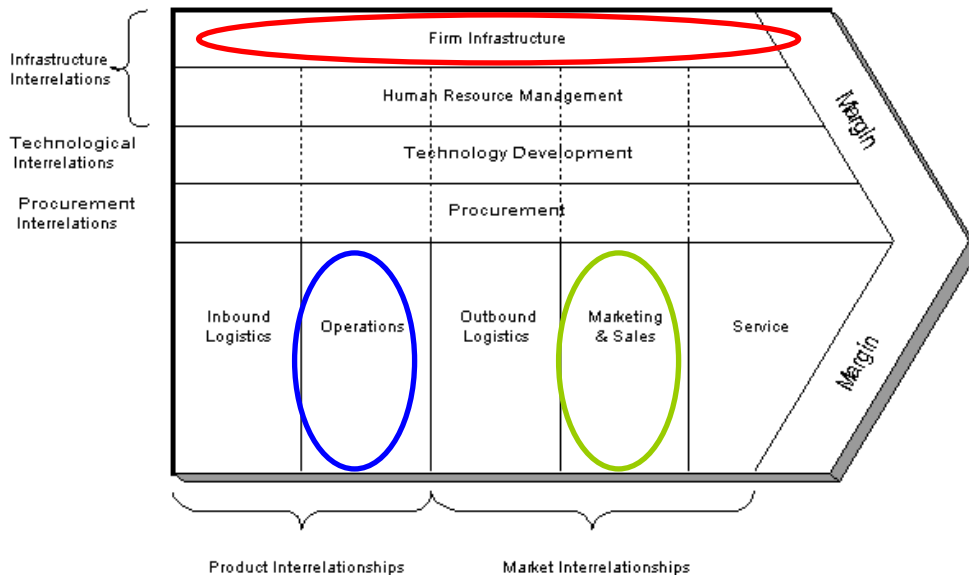 Firm Infrastructure
Infrastructure
Interrelations
Human Resource Management
Margin
Technological
Interrelations
Technology Development
Procurement
Interrelations
Procurement
Inbound
Logistics
Operations
Outbound
Logistics
Marketing
& Sales
Service
Margin
Product Interrelationships
Market Interrelationships